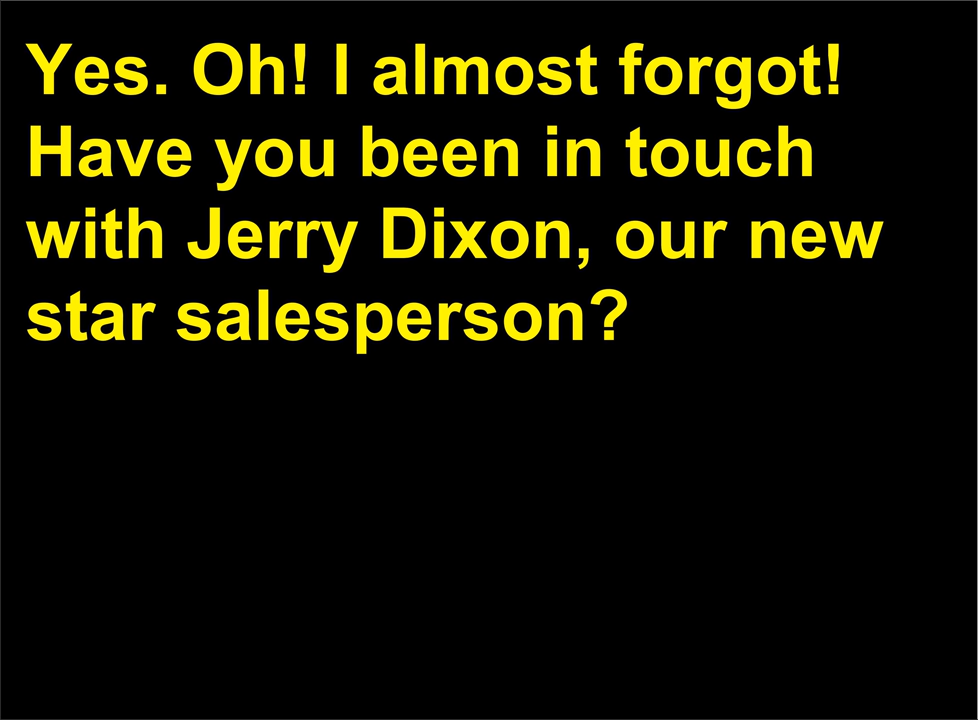 Yes. Oh! I almost forgot!
Have you been in touch
with Jerry Dixon, our new
star salesperson?